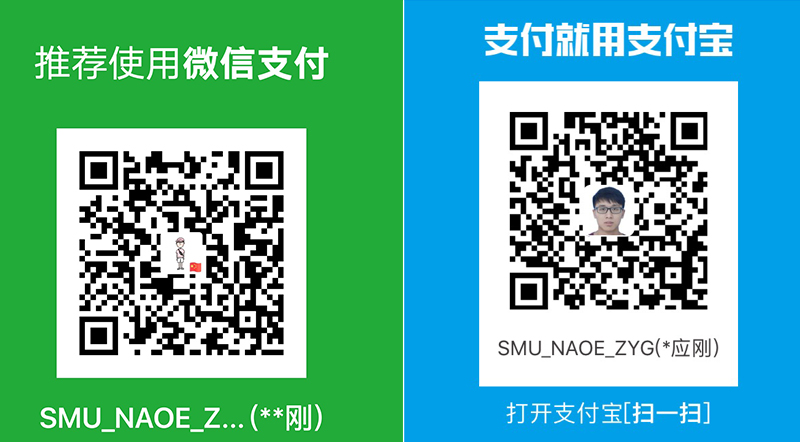 推荐使用微信支付
SMU_NAOE_Z...(**刚)
支付就用支付宝
SMU_NAOE_ZYG(*应刚)
打开支付宝[扫一扫]